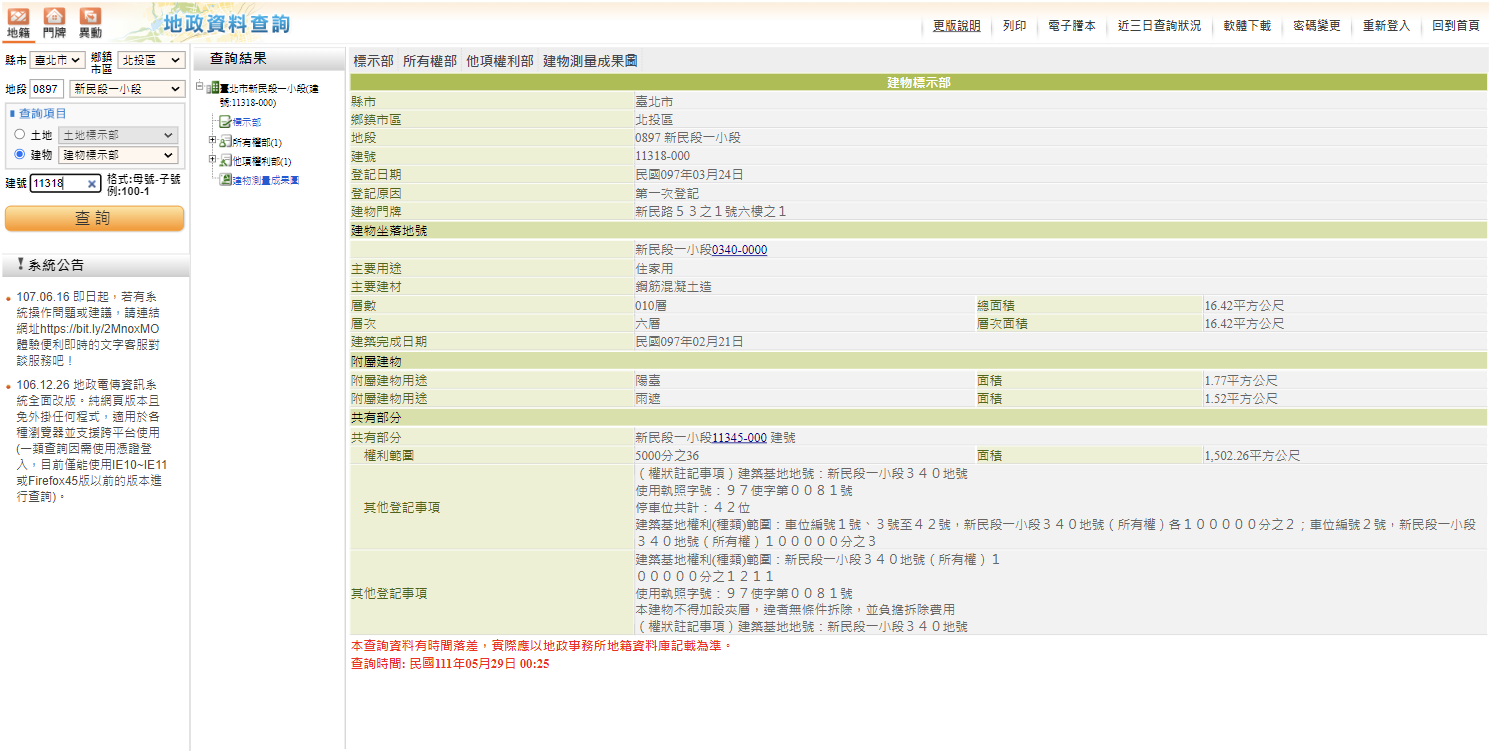 地籍 門牌 異動
地政資料查詢
更版說明 列印 電子謄本 近三日查詢狀況 軟體下載 密碼變更 重新登入 回到首頁
縣市 臺北市 鄉鎮市區 北投區
地段 0897 新民段一小段
查詢項目
土地 土地標示部
建物 建物標示部
建號 11318 格式:母號-子號
例:100-1
查詢
系統公告
107.06.16 即日起，若有系
統操作問題或建議，請連結
網址https://bit.ly/2MnoxMO
體驗便利即時的文字客服對
談服務吧！
106.12.26 地政電傳資訊系
統全面改版。純網頁版本且
免外掛任何程式，適用於各
種瀏覽器並支援跨平台使用
(一類查詢因需使用憑證登
入，目前僅能使用IE10~IE11
或Firefox45版以前的版本進
行查詢)。
查詢結果
臺北市新民段一小段(建
號:11318-000)
標示部
所有權部(1)
他項權利部(1)
建物測量成果圖
標示部 所有權部 他項權利部 建物測量成果圖
建物標示部
縣市 臺北市
鄉鎮市區 北投區
地段 0897 新民段一小段
建號 11318-000
登記日期 民國097年03月24日
登記原因 第一次登記
建物門牌 新民路５３之１號六樓之１
建物坐落地號
新民段一小段0340-0000
主要用途 住家用
主要建材 鋼筋混凝土造
層數 010層 總面積 16.42平方公尺
層次 六層 層次面積 16.42平方公尺
建築完成日期 民國097年02月21日
附屬建物
附屬建物用途 陽臺 面積 1.77平方公尺
附屬建物用途 雨遮 面積 1.52平方公尺
共有部分
共有部分 新民段一小段11345-000 建號
權利範圍 5000分之36 面積 1,502.26平方公尺
其他登記事項
（權狀註記事項）建築基地地號：新民段一小段３４０地號
使用執照字號：９７使字第００８１號
停車位共計：４２位
建築基地權利(種類)範圍：車位編號１號、３號至４２號，新民段一小段３４０地號（所有權）各１０００００分之２；車位編號２號，新民段一小段
３４０地號（所有權）１０００００分之３
其他登記事項
建築基地權利(種類)範圍：新民段一小段３４０地號（所有權）１
０００００分之１２１１
使用執照字號：９７使字第００８１號
本建物不得加設夾層，違者無條件拆除，並負擔拆除費用
（權狀註記事項）建築基地地號：新民段一小段３４０地號
本查詢資料有時間落差，實際應以地政事務所地籍資料庫記載為準。
查詢時間: 民國111年05月29日 00:25